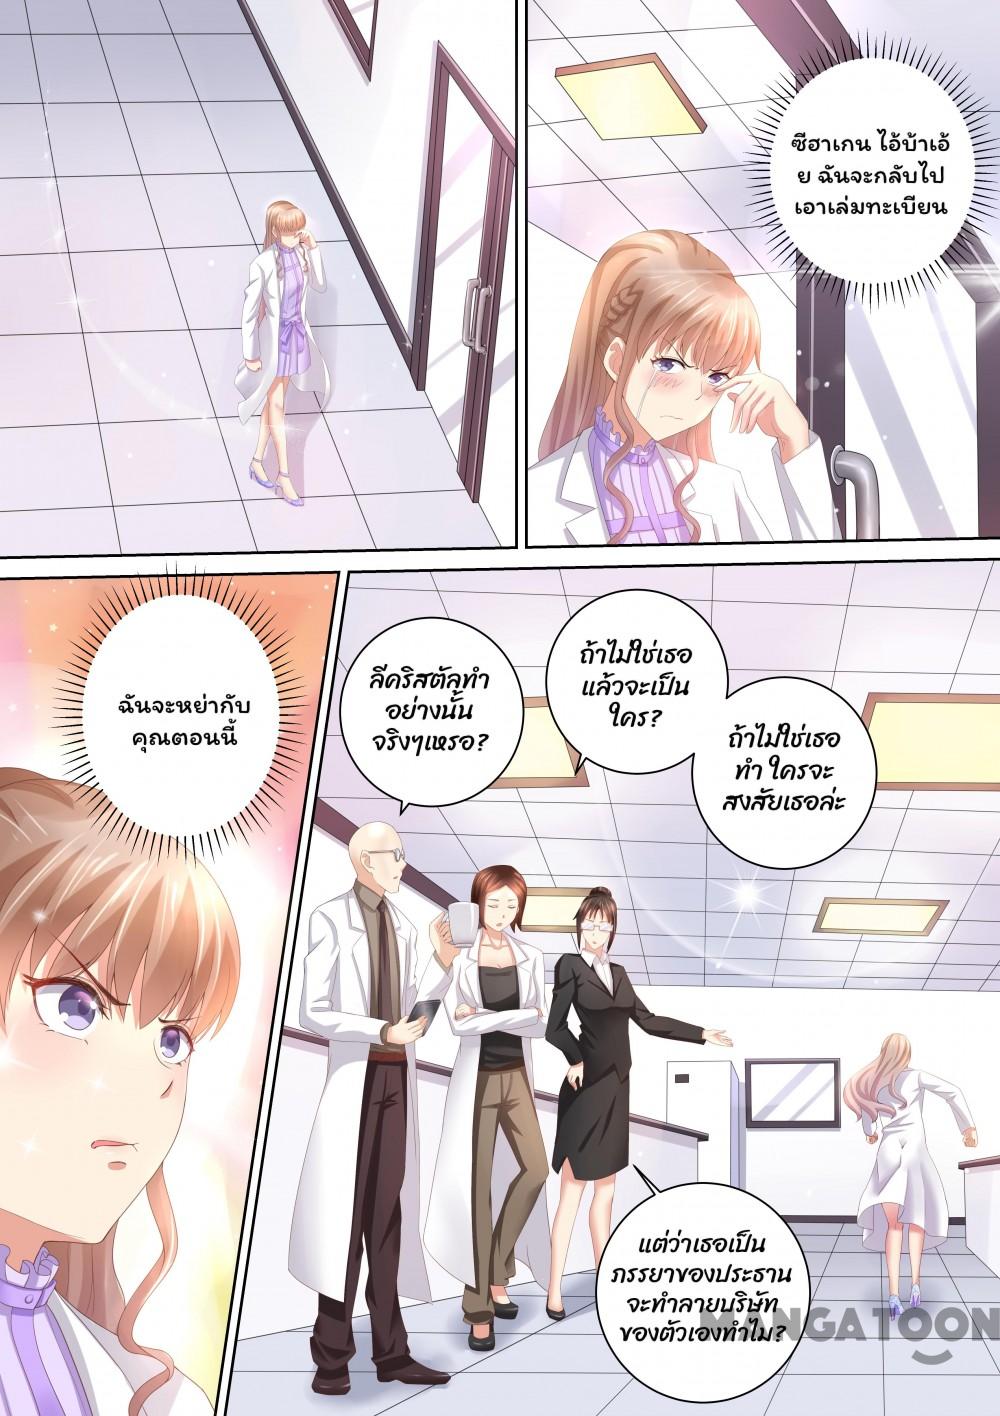 ซีฮาเกน ไอ้บ้าเอ้
ย ฉันจะกลับไป
เอาเล่มทะเบียน
ฉันจะหย่ากับ
คุณตอนนี้
ลีคริสตัลทำ
อย่างนั้น
จริงๆเหรอ?
ถ้าไม่ใช่เธอ
แล้วจะเป็น
ใคร?
ถ้าไม่ใช่เธอ
ทำ ใครจะ
สงสัยเธอล่ะ
แต่ว่าเธอเป็น
ภรรยาของประธาน
จะทำลายบริษัท
ของตัวเองทำไม?
MANGATOON